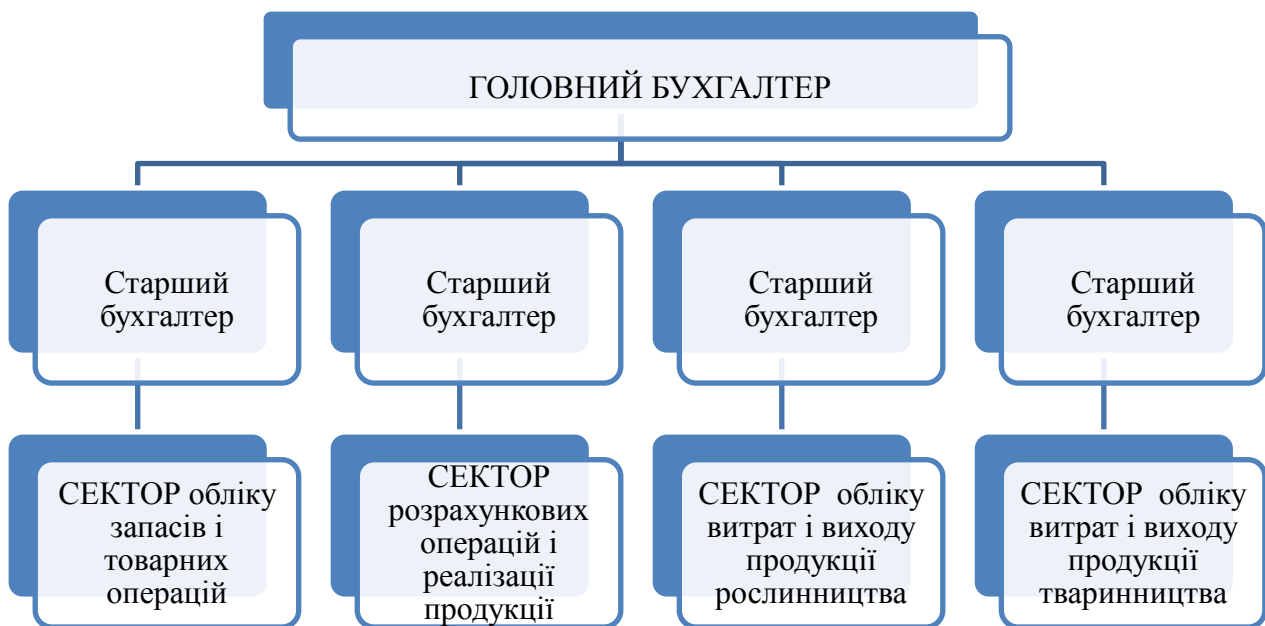 ГОЛОВНИЙ БУХГАЛТЕР
Старший
бухгалтер
Старший
бухгалтер
Старший
бухгалтер
Старший
бухгалтер
СЕКТОР обліку
запасів і
товарних
операцій
СЕКТОР
розрахункових
операцій і
реалізації
продукції
СЕКТОР обліку
витрат і виходу
продукції
рослинництва
СЕКТОР обліку
витрат і виходу
продукції
тваринництва